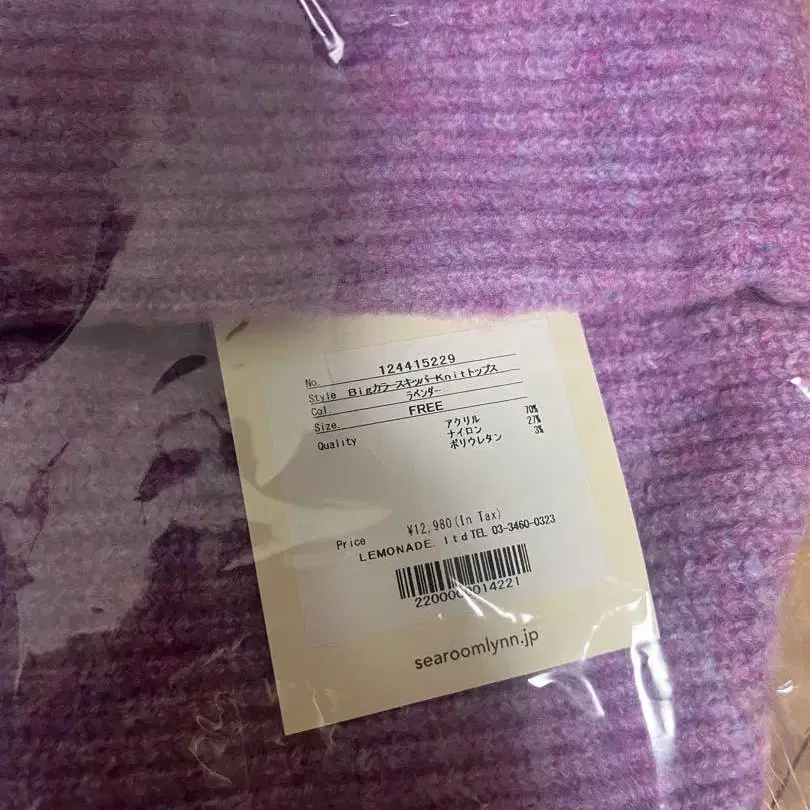 No. 124415229
Style BigカラースキッパーKnitトップス
Col ラベンダー
Size. FREE
Quality アクリル 70%
ナイロン 27%
ポリウレタン 3%
Price ¥12,980(In Tax)
LEMONADE. ltd TEL 03-3460-0323
2200000014221
searoomlynn.jp